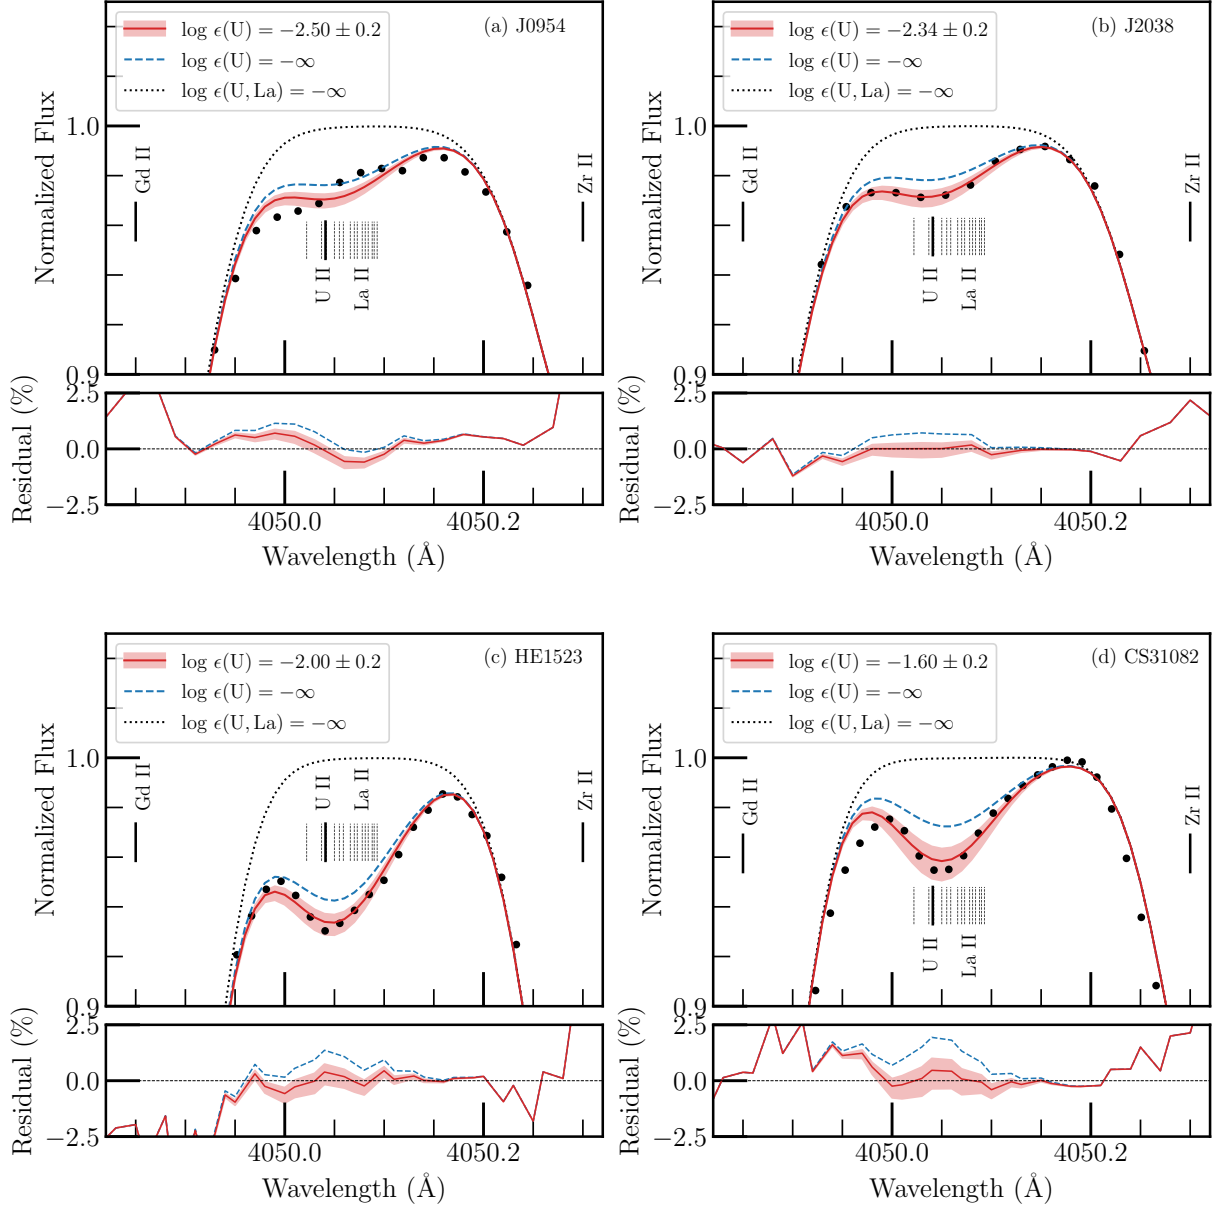 log ϵ(U) = −2.50 ± 0.2
log ϵ(U) = −∞
log ϵ(U, La) = −∞
(a) J0954
Normalized Flux
1.0
0.9
Gd II
U II
La II
Zr II
Residual (%)
2.5
0.0
−2.5
4050.0 4050.2
Wavelength (Å)
log ϵ(U) = −2.34 ± 0.2
log ϵ(U) = −∞
log ϵ(U, La) = −∞
(b) J2038
Normalized Flux
1.0
0.9
Gd II
U II
La II
Zr II
Residual (%)
2.5
0.0
−2.5
4050.0 4050.2
Wavelength (Å)
log ϵ(U) = −2.00 ± 0.2
log ϵ(U) = −∞
log ϵ(U, La) = −∞
(c) HE1523
Normalized Flux
1.0
0.9
Gd II
U II
La II
Zr II
Residual (%)
2.5
0.0
−2.5
4050.0 4050.2
Wavelength (Å)
log ϵ(U) = −1.60 ± 0.2
log ϵ(U) = −∞
log ϵ(U, La) = −∞
(d) CS31082
Normalized Flux
1.0
0.9
Gd II
U II
La II
Zr II
Residual (%)
2.5
0.0
−2.5
4050.0 4050.2
Wavelength (Å)